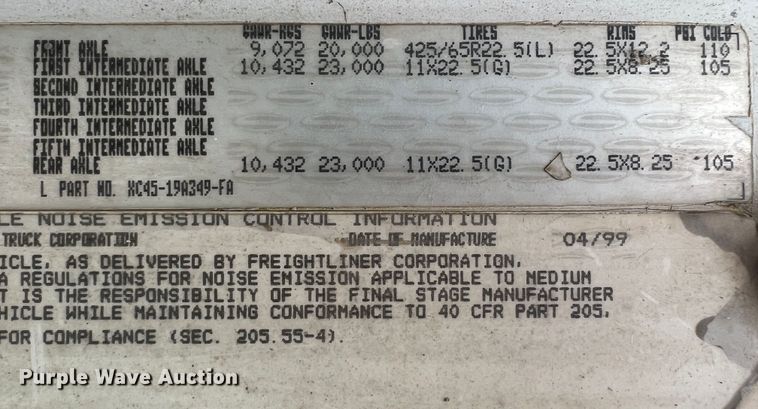 GAWR-KGS GAWR-LBS TIRES RIMS PSI COLD
FRONT AXLE 9,072 20,000 425/65R22.5(L) 22.5X12.2 110
FIRST INTERMEDIATE AXLE 10,432 23,000 11X22.5(G) 22.5X8.25 105
SECOND INTERMEDIATE AXLE
THIRD INTERMEDIATE AXLE
FOURTH INTERMEDIATE AXLE
FIFTH INTERMEDIATE AXLE
REAR AXLE 10,432 23,000 11X22.5(G) 22.5X8.25 105
L PART NO. XC45-19A349-FA
LE NOISE EMISSION CONTROL INFORMATION
TRUCK CORPORATION DATE OF MANUFACTURE 04/99
ICLE, AS DELIVERED BY FREIGHTLINER CORPORATION,
A REGULATIONS FOR NOISE EMISSION APPLICABLE TO MEDIUM
T IS THE RESPONSIBILITY OF THE FINAL STAGE MANUFACTURER
HICLE WHILE MAINTAINING CONFORMANCE TO 40 CFR PART 205.
FOR COMPLIANCE (SEC. 205.55-4).
Purple Wave Auction